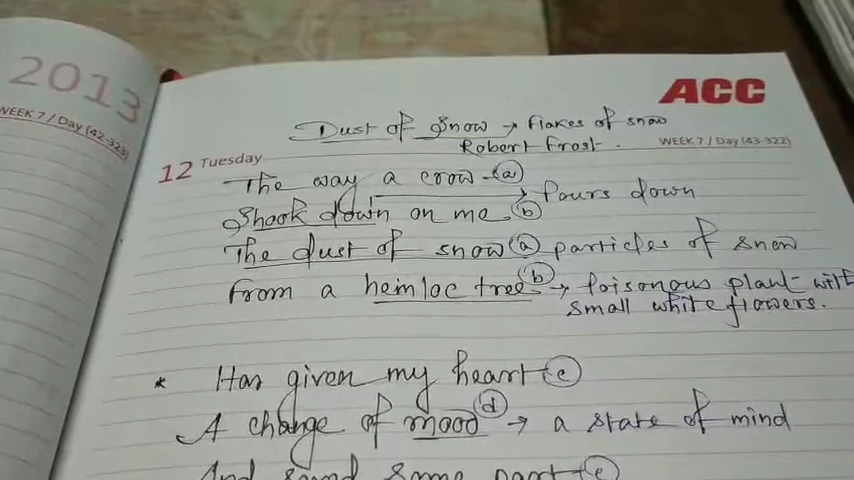 2013
WEEK 7 / Day (42-323)
ACC
Dust of Snow → flakes of snow
Robert Frost.
WEEK 7 / Day (43-322)
12 Tuesday
The way a crow - (a)
Shook down on me (b) → Pours down
The dust of snow (a) particles of snow
From a hemloc tree (b) → poisonous plant with
small white flowers.
* Has given my heart (c)
A change of mood (d) → a state of mind
And some part (c)